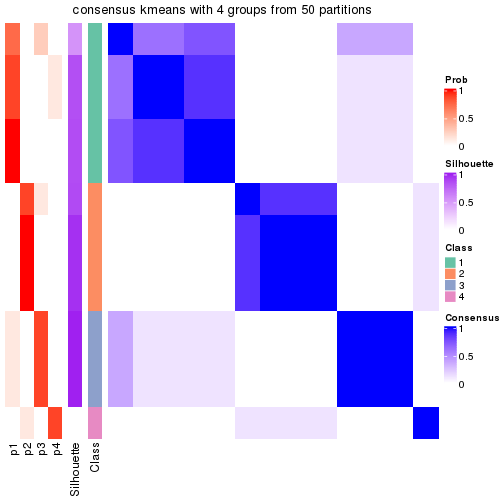 consensus kmeans with 4 groups from 50 partitions
Prob
1
0.5
0
Silhouette
1
0.5
0
Class
1
2
3
4
Consensus
1
0.5
0
p1
p2
p3
p4
Silhouette
Class